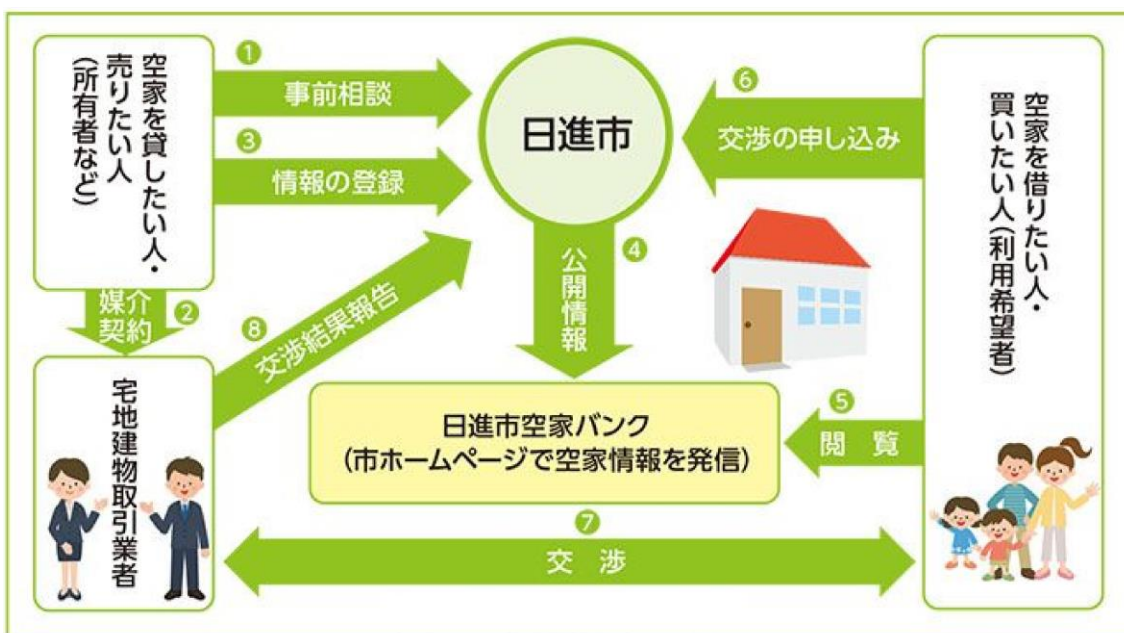 空家を貸したい人・
売りたい人
(所有者など)
❶
事前相談
❸
情報の登録
日進市
❻
交渉の申し込み
空家を借りたい人・
買いたい人(利用希望者)
媒介
契約
❷
❽
交渉結果報告
❹
公開情報
宅地建物取引業者
日進市空家バンク
(市ホームページで空家情報を発信)
❺
閲 覧
❼
交 渉